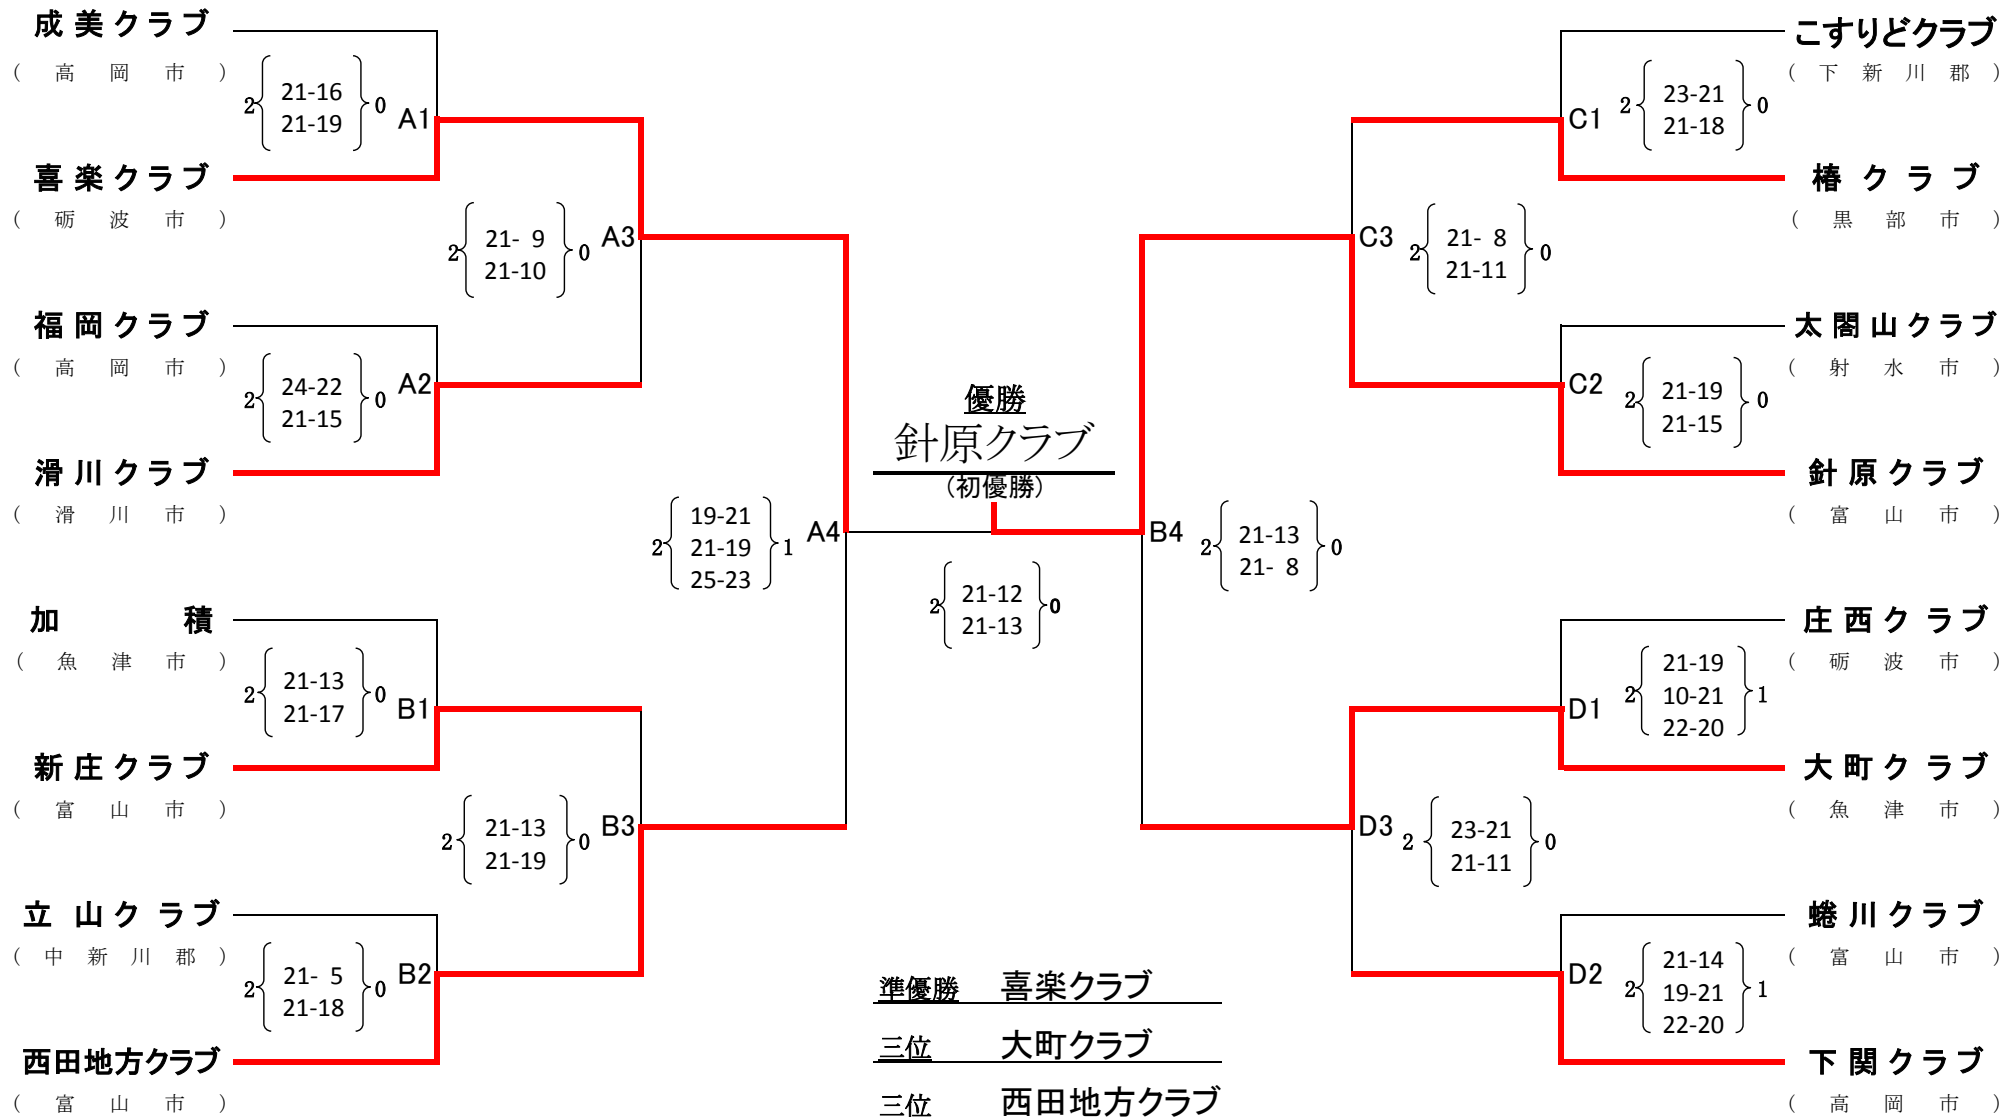 成美クラブ
(高岡市)
2 21-16 0
21-19
A1
喜楽クラブ
(砺波市)
2 21- 9 0
21-10
A3
福岡クラブ
(高岡市)
2 24-22 0
21-15
A2
滑川クラブ
(滑川市)
19-21
2 21-19 1
25-23
A4
加積
(魚津市)
2 21-13 0
21-17
B1
新庄クラブ
(富山市)
2 21-13 0
21-19
B3
立山クラブ
(中新川郡)
2 21- 5 0
21-18
B2
西田地方クラブ
(富山市)
優勝
針原クラブ
(初優勝)
2 21-12 0
21-13
こすりどクラブ
(下新川郡)
C1
2 23-21 0
21-18
椿クラブ
(黒部市)
C3
2 21- 8 0
21-11
太閤山クラブ
(射水市)
C2
2 21-19 0
21-15
針原クラブ
(富山市)
B4
2 21-13 0
21- 8
庄西クラブ
(砺波市)
D1
21-19
2 10-21 1
22-20
大町クラブ
(魚津市)
D3
2 23-21 0
21-11
蜷川クラブ
(富山市)
D2
21-14
2 19-21 1
22-20
下関クラブ
(高岡市)
準優勝 喜楽クラブ
三位 大町クラブ
三位 西田地方クラブ